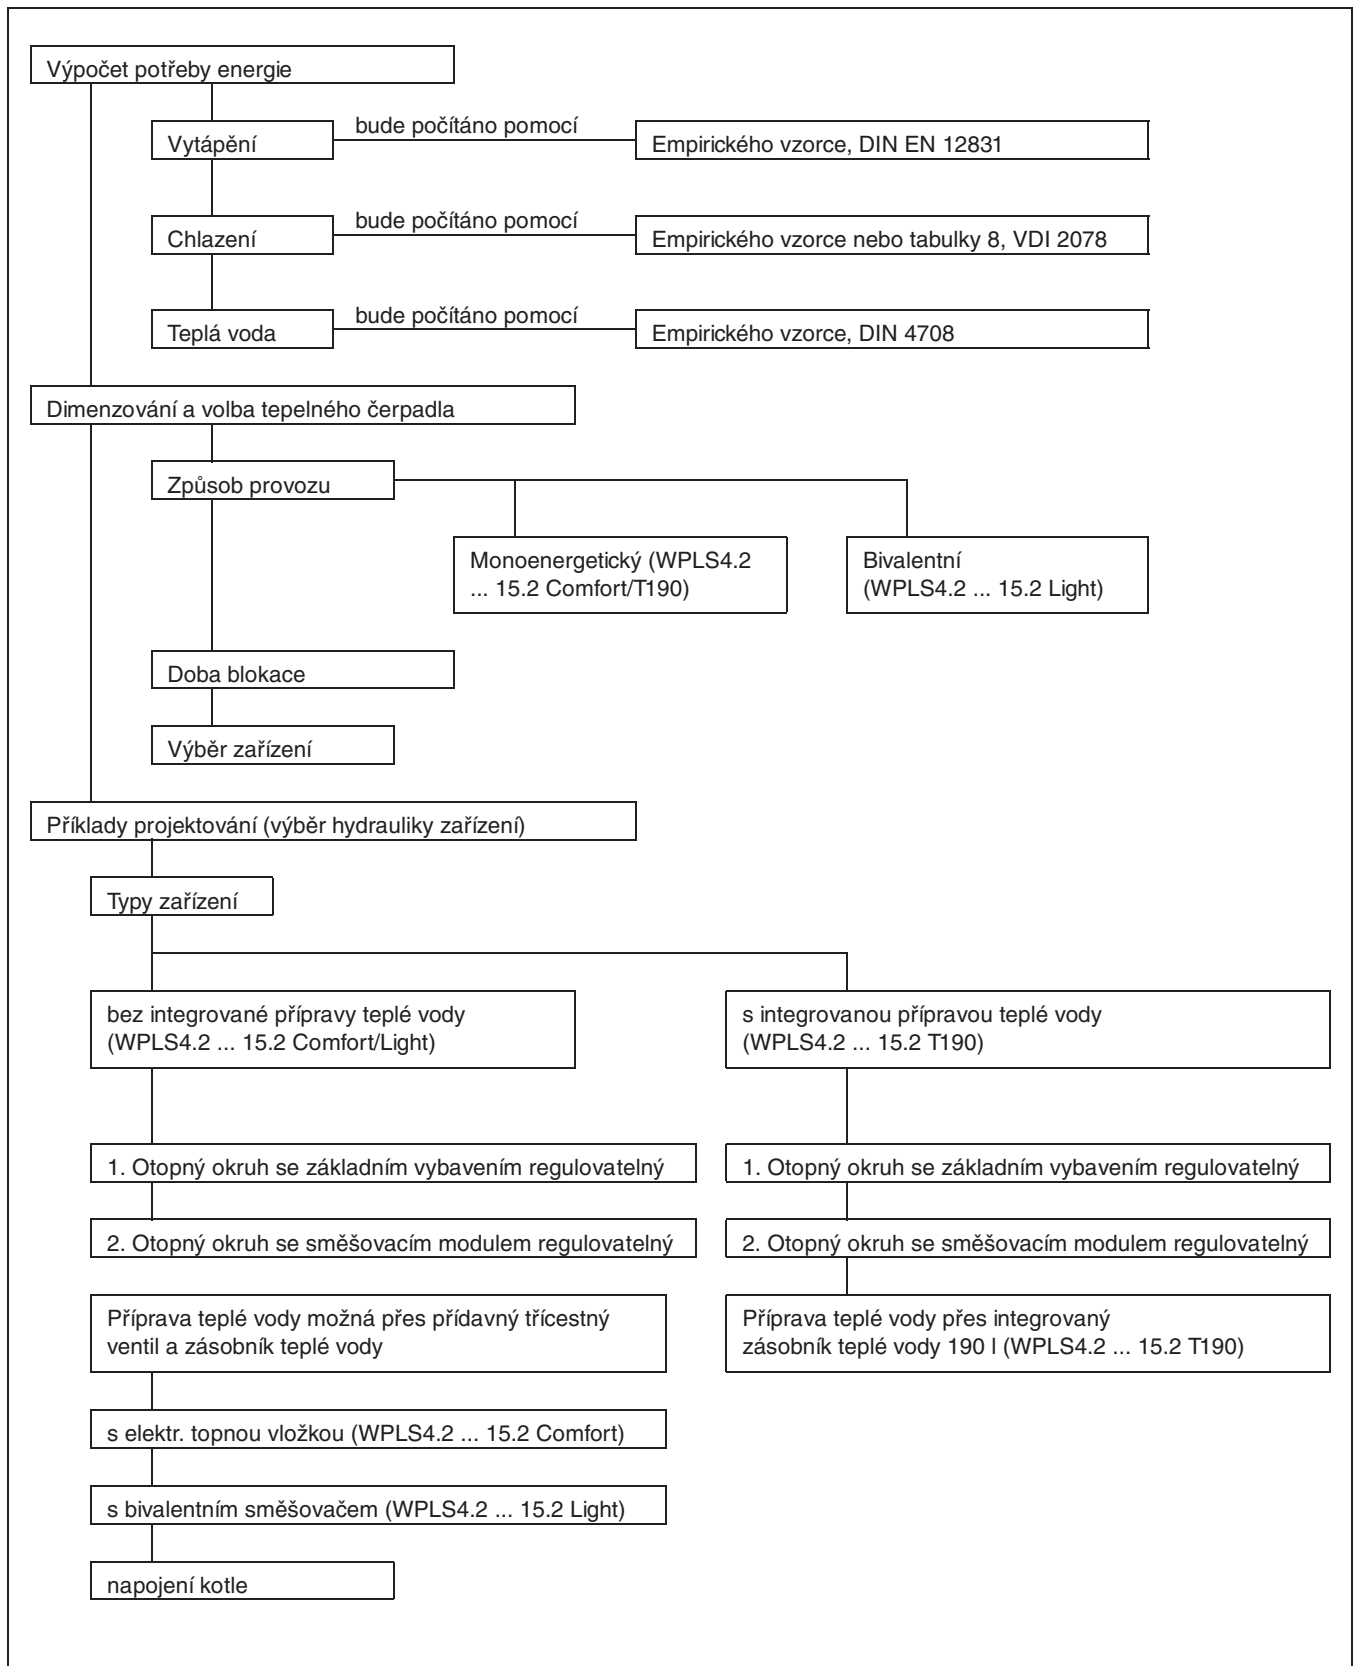 Výpočet potřeby energie
Vytápění
bude počítáno pomocí
Empirického vzorce, DIN EN 12831
Chlazení
bude počítáno pomocí
Empirického vzorce nebo tabulky 8, VDI 2078
Teplá voda
bude počítáno pomocí
Empirického vzorce, DIN 4708
Dimenzování a volba tepelného čerpadla
Způsob provozu
Monoenergetický (WPLS4.2
... 15.2 Comfort/T190)
Bivalentní
(WPLS4.2 ... 15.2 Light)
Doba blokace
Výběr zařízení
Příklady projektování (výběr hydrauliky zařízení)
Typy zařízení
bez integrované přípravy teplé vody
(WPLS4.2 ... 15.2 Comfort/Light)
s integrovanou přípravou teplé vody
(WPLS4.2 ... 15.2 T190)
1. Otopný okruh se základním vybavením regulovatelný
1. Otopný okruh se základním vybavením regulovatelný
2. Otopný okruh se směšovacím modulem regulovatelný
2. Otopný okruh se směšovacím modulem regulovatelný
Příprava teplé vody možná přes přídavný třícestný
ventil a zásobník teplé vody
Příprava teplé vody přes integrovaný
zásobník teplé vody 190 l (WPLS4.2 ... 15.2 T190)
s elektr. topnou vložkou (WPLS4.2 ... 15.2 Comfort)
s bivalentním směšovačem (WPLS4.2 ... 15.2 Light)
napojení kotle